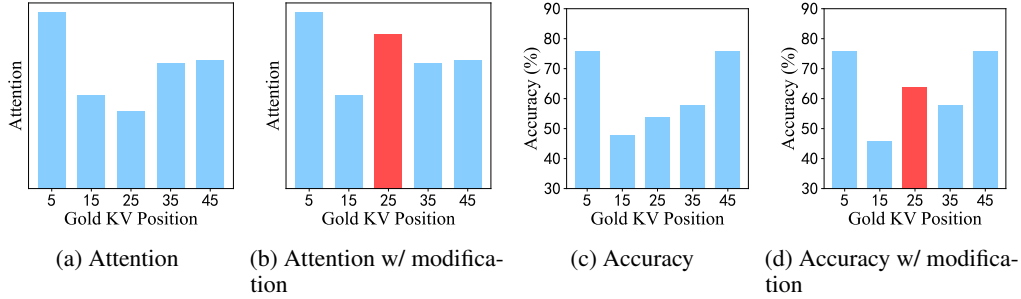 Attention
5 15 25 35 45
Gold KV Position
(a) Attention
Attention
5 15 25 35 45
Gold KV Position
(b) Attention w/ modifica-
tion
Accuracy (%)
90
80
70
60
50
40
30
5 15 25 35 45
Gold KV Position
(c) Accuracy
Accuracy (%)
90
80
70
60
50
40
30
5 15 25 35 45
Gold KV Position
(d) Accuracy w/ modifica-
tion